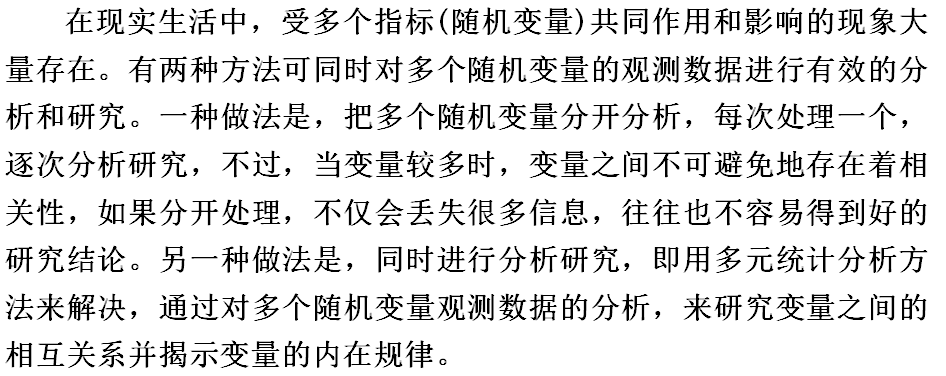 在现实生活中，受多个指标(随机变量)共同作用和影响的现象大
量存在。有两种方法可同时对多个随机变量的观测数据进行有效的分
析和研究。一种做法是，把多个随机变量分开分析，每次处理一个，
逐次分析研究，不过，当变量较多时，变量之间不可避免地存在着相
关性，如果分开处理，不仅会丢失很多信息，往往也不容易得到好的
研究结论。另一种做法是，同时进行分析研究，即用多元统计分析方
法来解决，通过对多个随机变量观测数据的分析，来研究变量之间的
相互关系并揭示变量的内在规律。